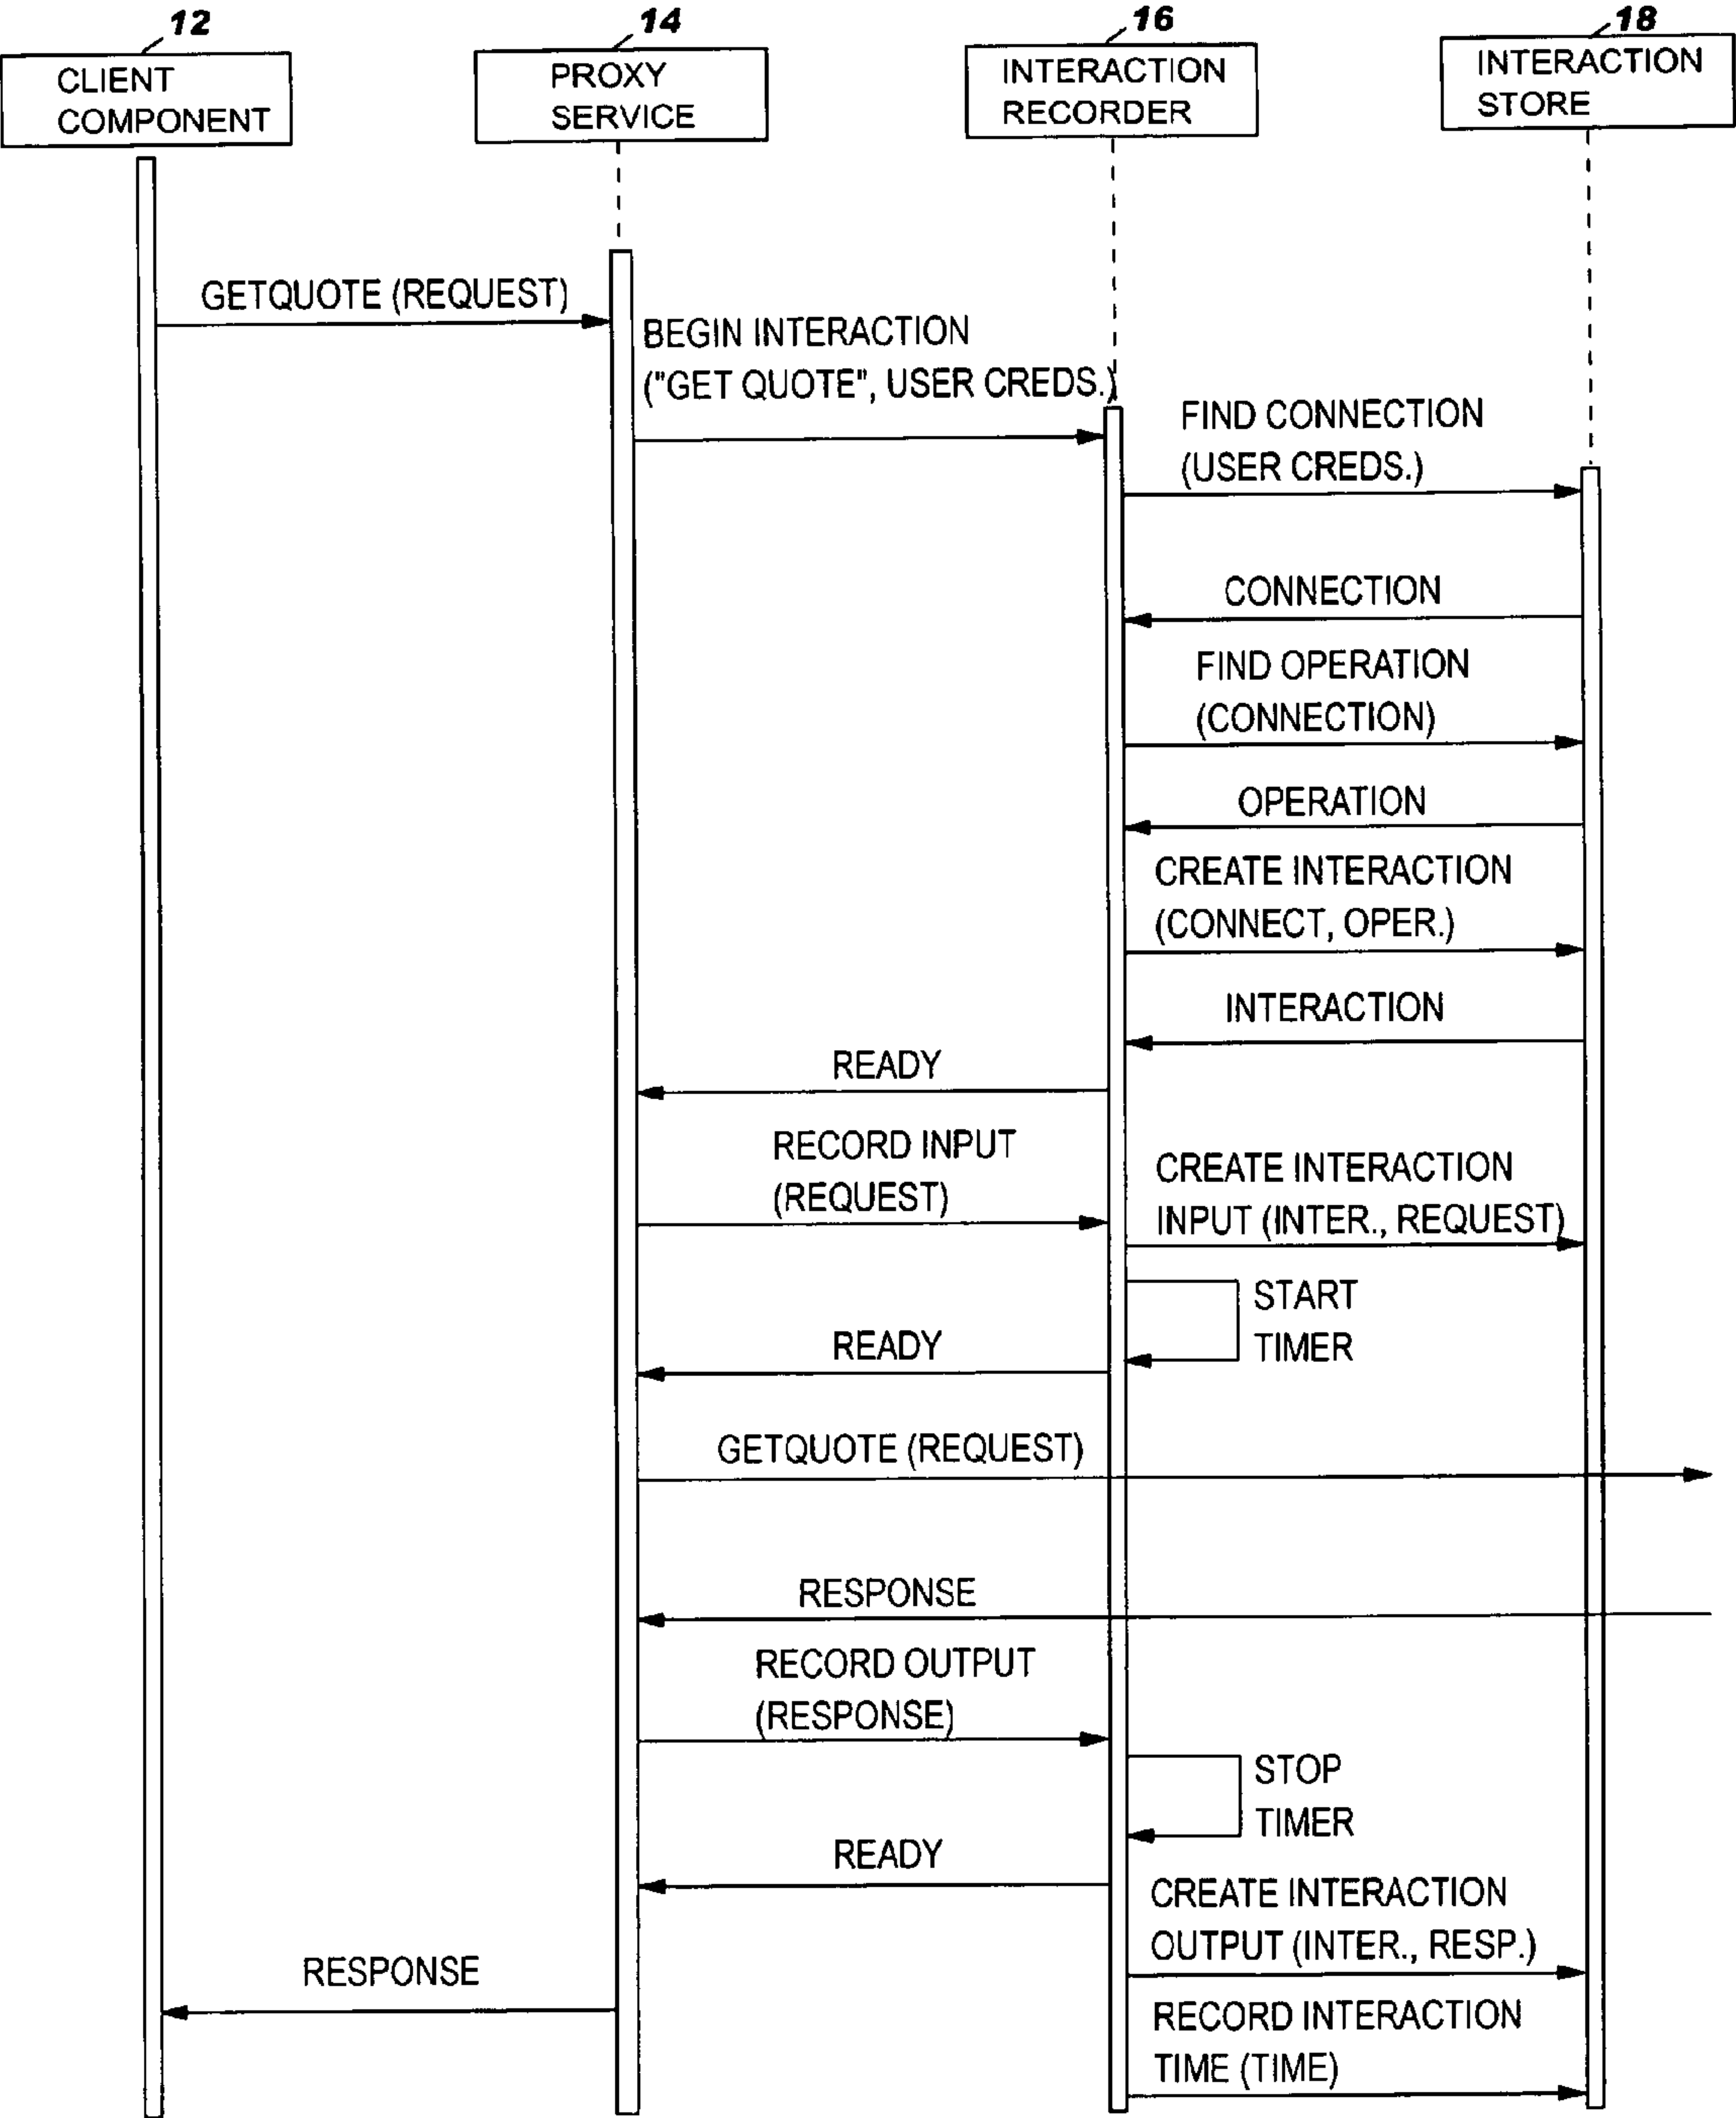 12
14
16
18
CLIENT
COMPONENT
PROXY
SERVICE
INTERACTION
RECORDER
INTERACTION
STORE
GETQUOTE (REQUEST)
BEGIN INTERACTION
("GET QUOTE", USER CREDS.)
FIND CONNECTION
(USER CREDS.)
CONNECTION
FIND OPERATION
(CONNECTION)
OPERATION
CREATE INTERACTION
(CONNECT, OPER.)
INTERACTION
READY
RECORD INPUT
(REQUEST)
CREATE INTERACTION
INPUT (INTER., REQUEST)
START
TIMER
READY
GETQUOTE (REQUEST)
RESPONSE
RECORD OUTPUT
(RESPONSE)
STOP
TIMER
READY
CREATE INTERACTION
OUTPUT (INTER., RESP.)
RESPONSE
RECORD INTERACTION
TIME (TIME)